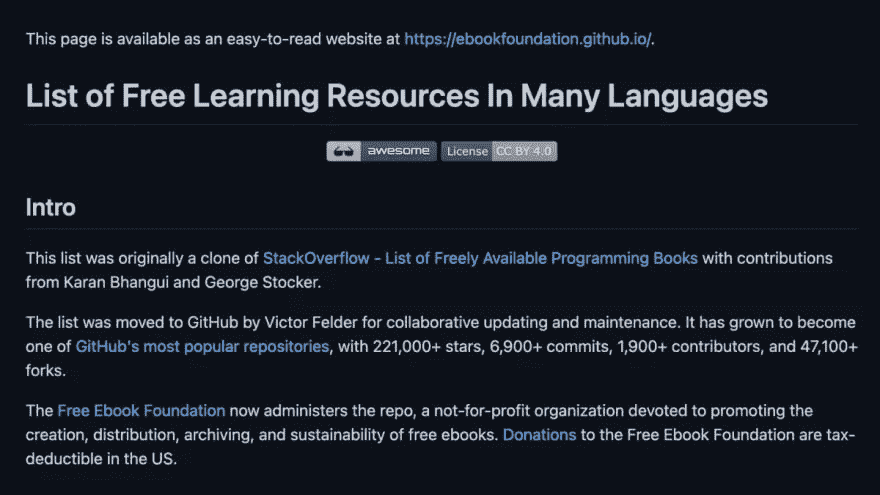 This page is available as an easy-to-read website at https://ebookfoundation.github.io/.
List of Free Learning Resources In Many Languages
awesome License CC BY 4.0
Intro
This list was originally a clone of StackOverflow - List of Freely Available Programming Books with contributions
from Karan Bhangui and George Stocker.
The list was moved to GitHub by Victor Felder for collaborative updating and maintenance. It has grown to become
one of GitHub's most popular repositories, with 221,000+ stars, 6,900+ commits, 1,900+ contributors, and 47,100+
forks.
The Free Ebook Foundation now administers the repo, a not-for-profit organization devoted to promoting the
creation, distribution, archiving, and sustainability of free ebooks. Donations to the Free Ebook Foundation are tax-
deductible in the US.